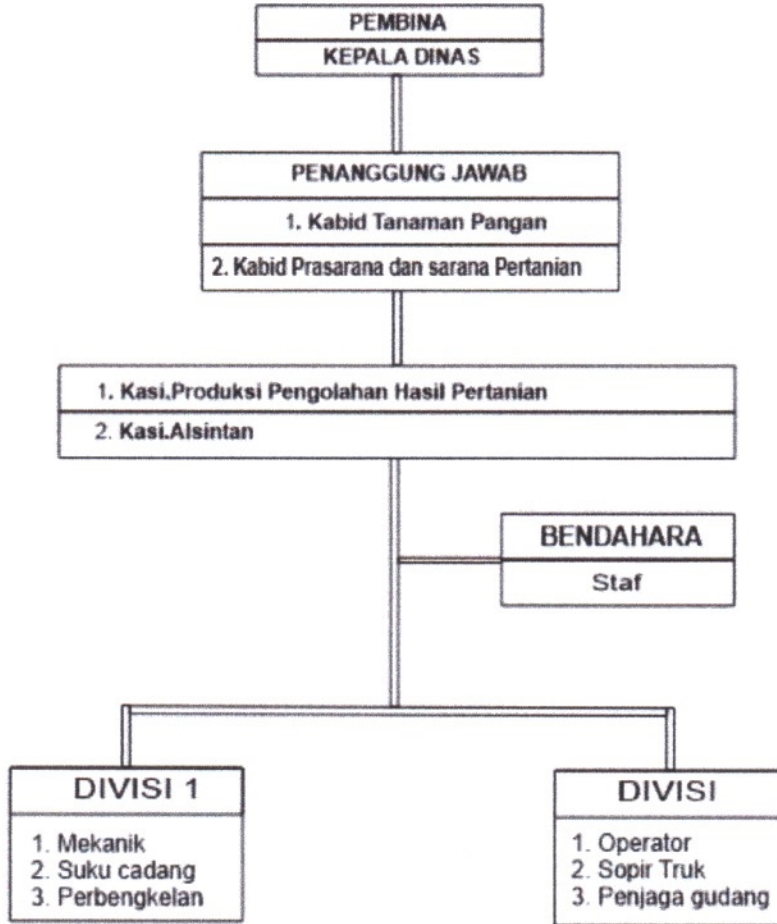 PEMBINA
KEPALA DINAS
PENANGGUNG JAWAB
1. Kabid Tanaman Pangan
2. Kabid Prasarana dan sarana Pertanian
1. Kasi.Produksi Pengolahan Hasil Pertanian
2. Kasi.Alsintan
BENDAHARA
Staf
DIVISI 1
1. Mekanik
2. Suku cadang
3. Perbengkelan
DIVISI
1. Operator
2. Sopir Truk
3. Penjaga gudang